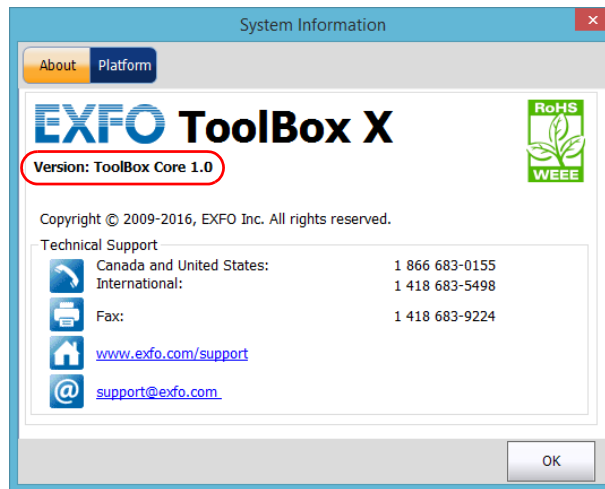 System Information
About Platform
EXFO ToolBox X
RoHS
WEEE
Version: ToolBox Core 1.0
Copyright © 2009-2016, EXFO Inc. All rights reserved.
Technical Support
Canada and United States: 1 866 683-0155
International: 1 418 683-5498
Fax: 1 418 683-9224
www.exfo.com/support
@ support@exfo.com
OK